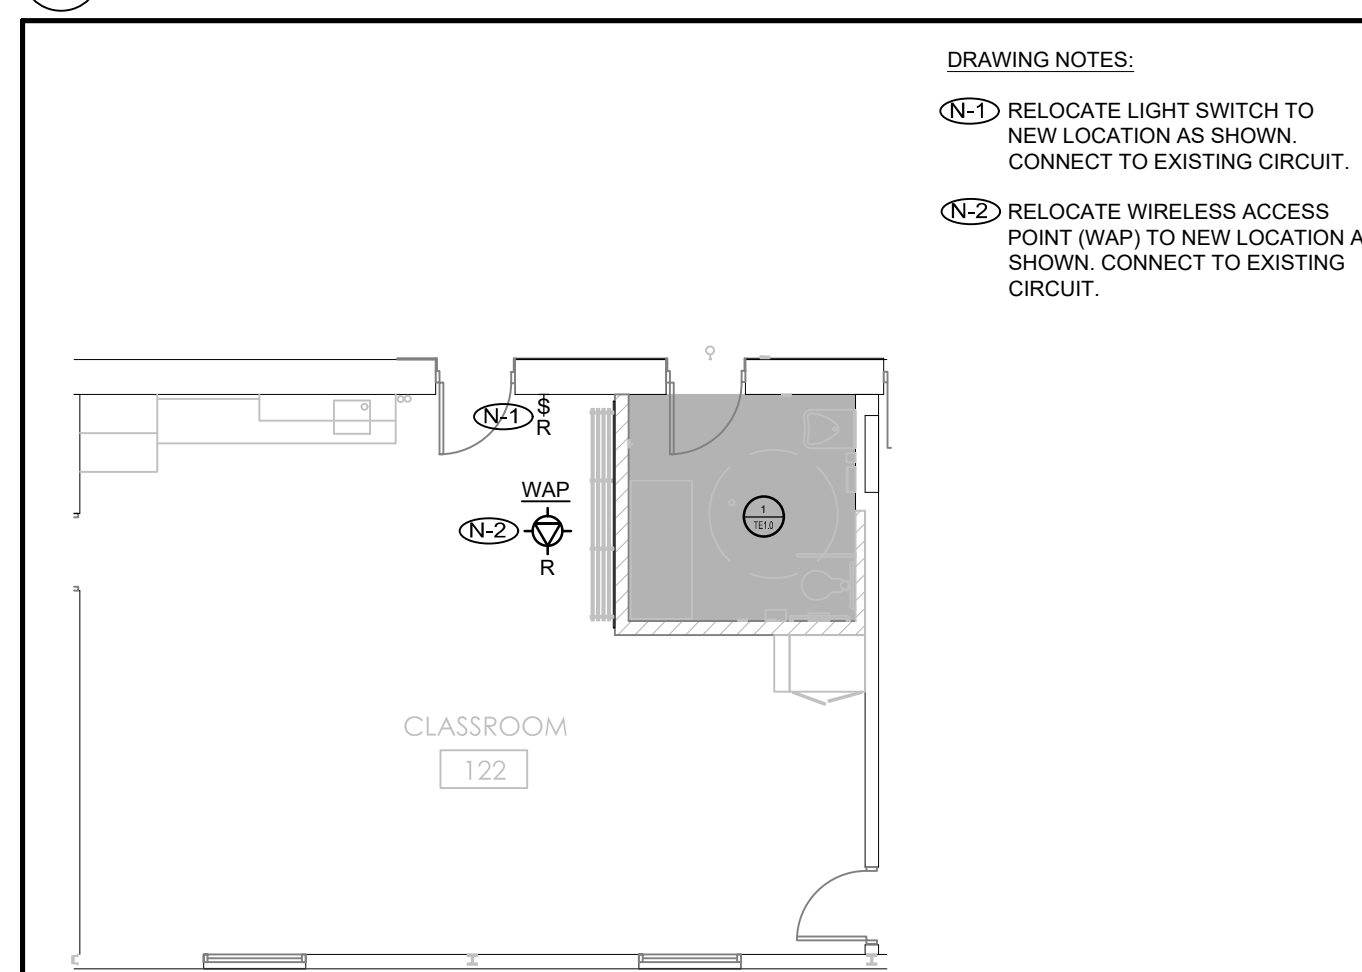 DRAWING NOTES:
N-1 RELOCATE LIGHT SWITCH TO
NEW LOCATION AS SHOWN.
CONNECT TO EXISTING CIRCUIT.
N-2 RELOCATE WIRELESS ACCESS
POINT (WAP) TO NEW LOCATION A
SHOWN. CONNECT TO EXISTING
CIRCUIT.
N-1 $
R
WAP
N-2
R
1
TE1.0
CLASSROOM
122